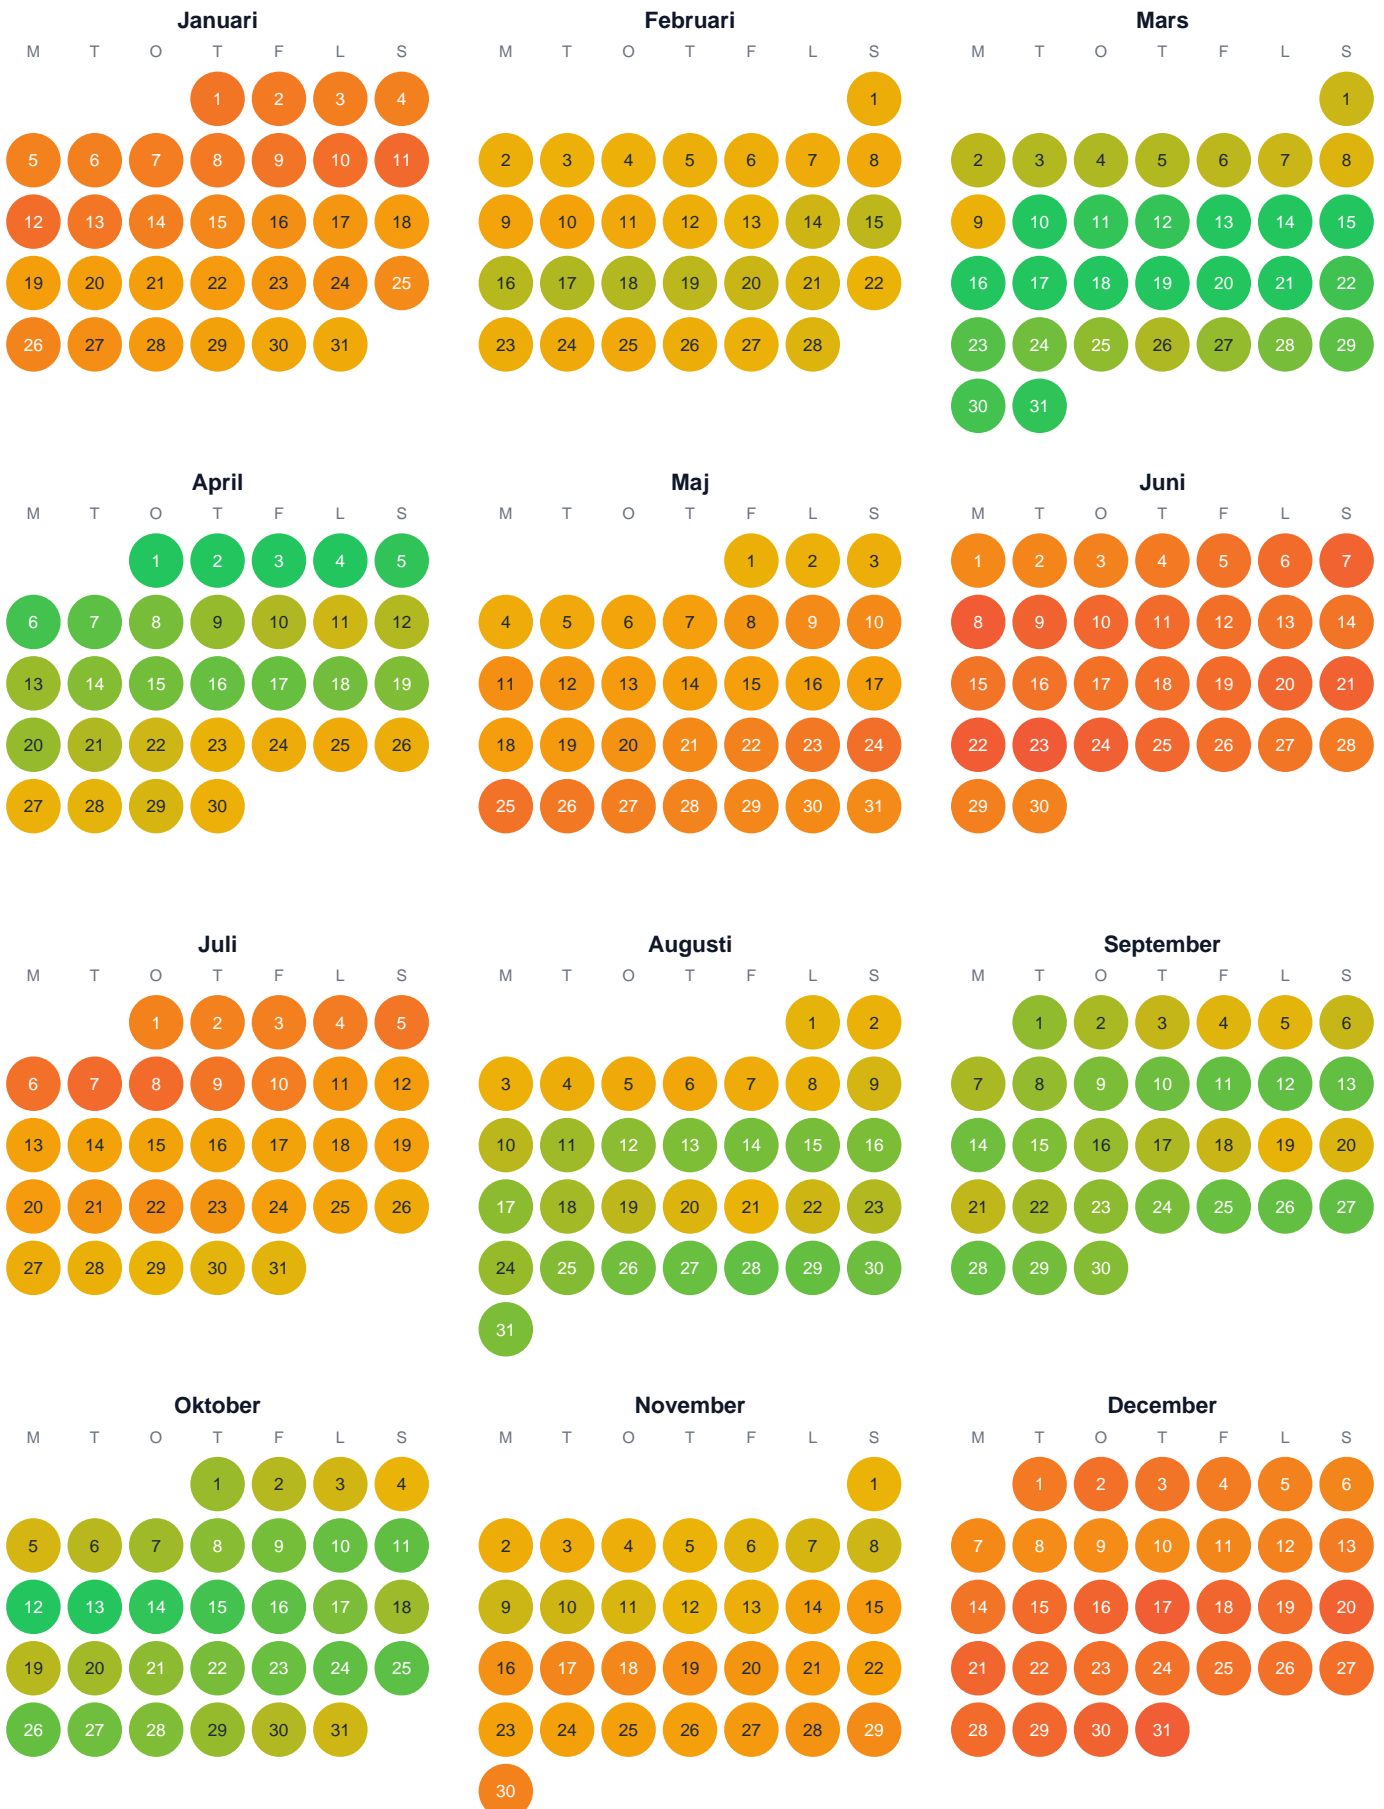 Januari Februari Mars
M T O T F L S M T O T F L S M T O T F L S
1 2 3 4 1 1
5 6 7 8 9 10 11 2 3 4 5 6 7 8 2 3 4 5 6 7 8
12 13 14 15 16 17 18 9 10 11 12 13 14 15 9 10 11 12 13 14 15
19 20 21 22 23 24 25 16 17 18 19 20 21 22 16 17 18 19 20 21 22
26 27 28 29 30 31 23 24 25 26 27 28 23 24 25 26 27 28 29
30 31
April Maj Juni
M T O T F L S M T O T F L S M T O T F L S
1 2 3 4 5 1 2 3 1 2 3 4 5 6 7
6 7 8 9 10 11 12 4 5 6 7 8 9 10 8 9 10 11 12 13 14
13 14 15 16 17 18 19 11 12 13 14 15 16 17 15 16 17 18 19 20 21
20 21 22 23 24 25 26 18 19 20 21 22 23 24 22 23 24 25 26 27 28
27 28 29 30 25 26 27 28 29 30 31 29 30
Juli Augusti September
M T O T F L S M T O T F L S M T O T F L S
1 2 3 4 5 1 2 1 2 3 4 5 6
6 7 8 9 10 11 12 3 4 5 6 7 8 9 7 8 9 10 11 12 13
13 14 15 16 17 18 19 10 11 12 13 14 15 16 14 15 16 17 18 19 20
20 21 22 23 24 25 26 17 18 19 20 21 22 23 21 22 23 24 25 26 27
27 28 29 30 31 24 25 26 27 28 29 30 28 29 30
31
Oktober November December
M T O T F L S M T O T F L S M T O T F L S
1 2 3 4 1 1 2 3 4 5 6
5 6 7 8 9 10 11 2 3 4 5 6 7 8 7 8 9 10 11 12 13
12 13 14 15 16 17 18 9 10 11 12 13 14 15 14 15 16 17 18 19 20
19 20 21 22 23 24 25 16 17 18 19 20 21 22 21 22 23 24 25 26 27
26 27 28 29 30 31 23 24 25 26 27 28 29 28 29 30 31
30